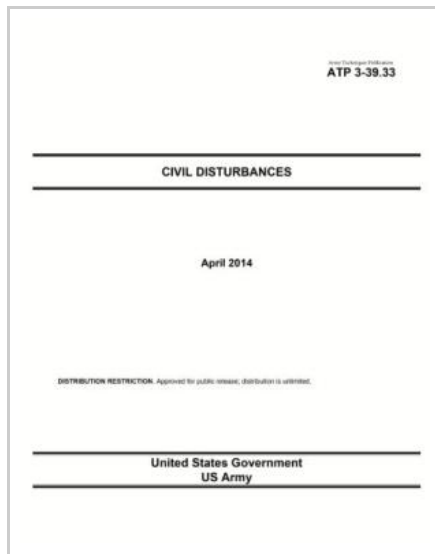 Army Techniques Publication
ATP 3-39.33
CIVIL DISTURBANCES
April 2014
DISTRIBUTION RESTRICTION. Approved for public release; distribution is unlimited.
United States Government
US Army